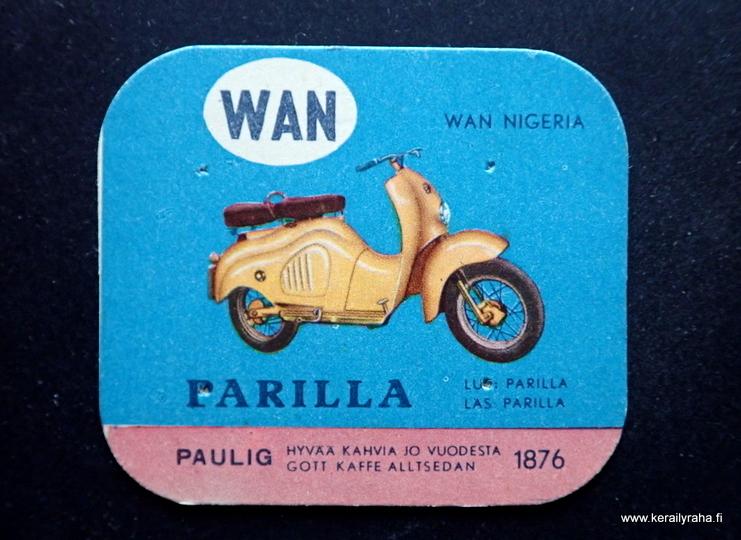 WAN
WAN NIGERIA
PARILLA
LUE: PARILLA
LÄS: PARILLA
PAULIG
HYVÄÄ KAHVIA JO VUODESTA
GOTT KAFFE ALLTSEDAN
1876
www.kerailyraha.fi